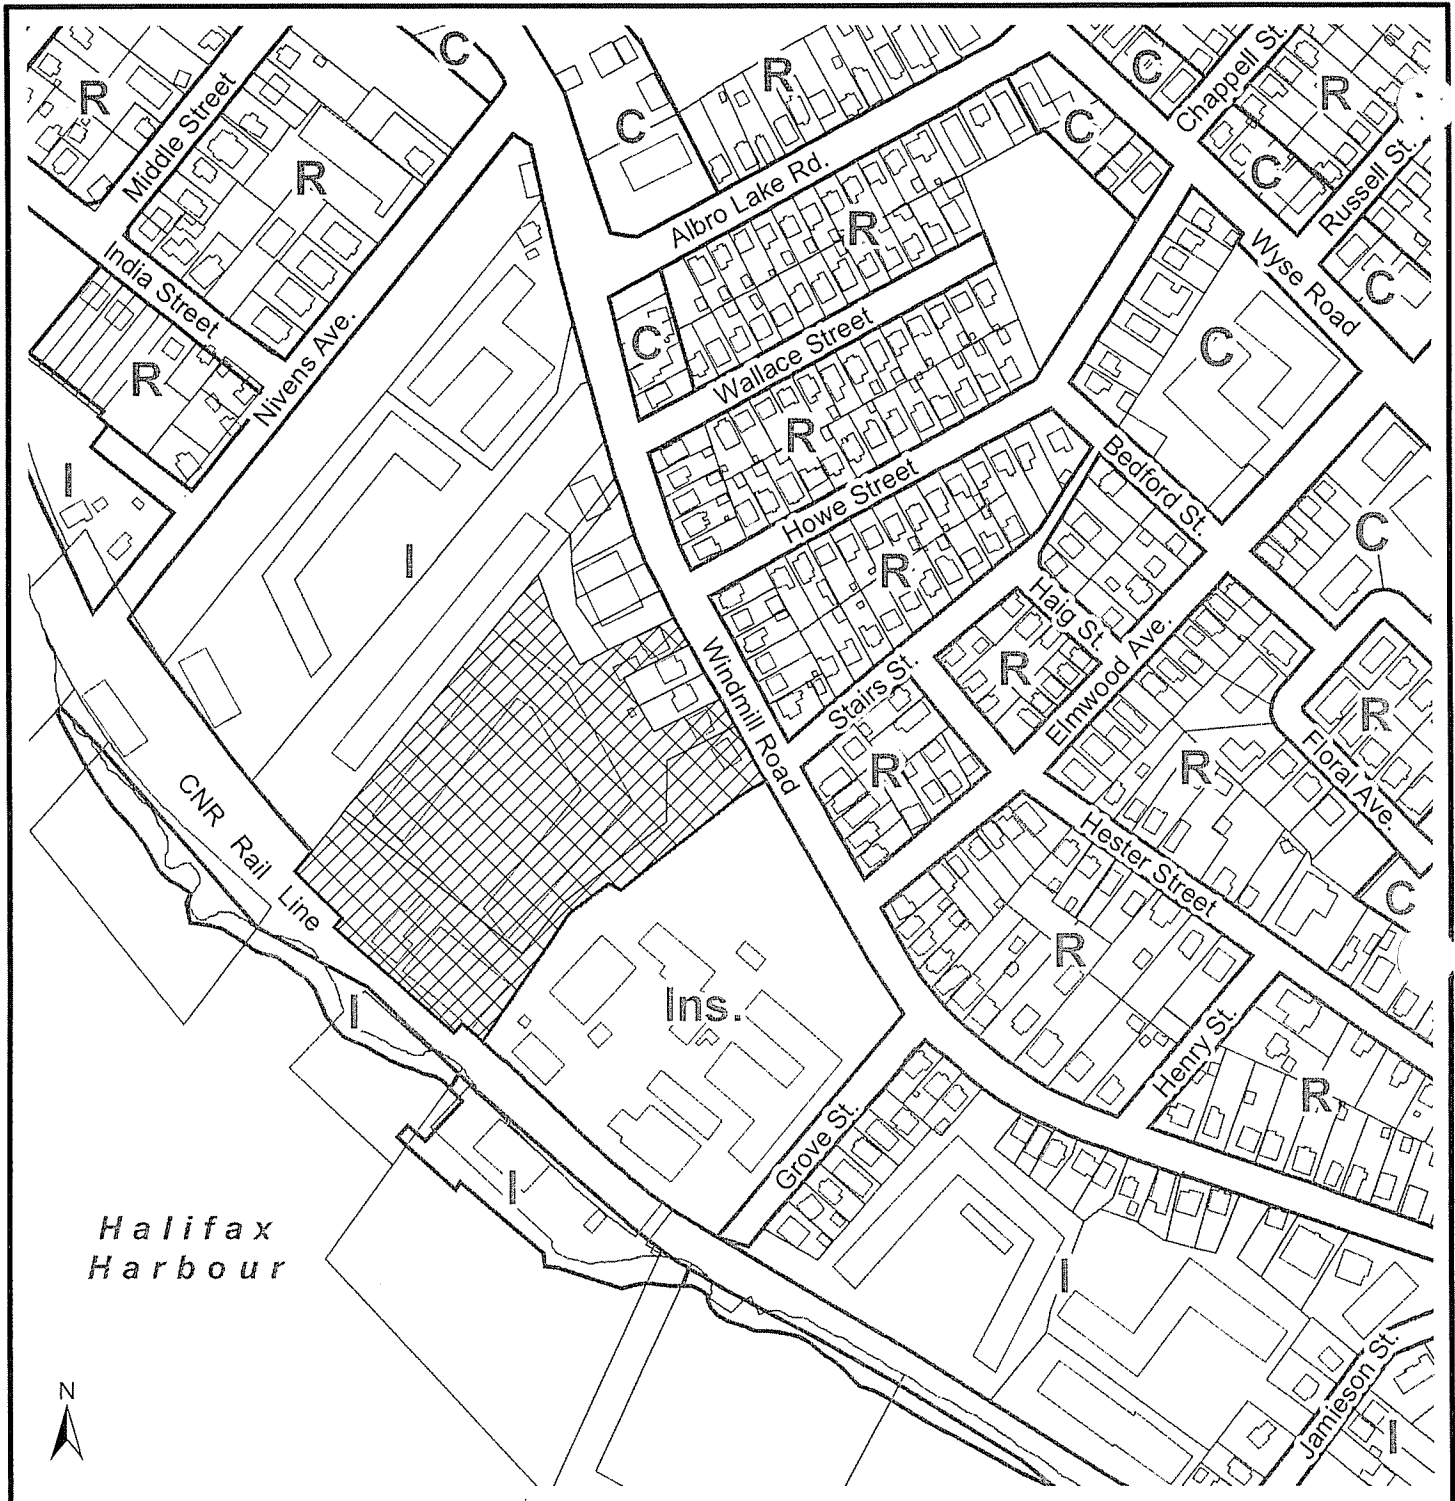 C
R
C
Chappell St.
R
R
Middle Street
C
C
R
Albro Lake Rd.
C
Russell St.
R
India Street
Wyse Road
C
C
Wallace Street
C
R
Nivens Ave.
R
Bedford St.
I
Howe Street
C
I
R
Haig St.
Windmill Road
Stairs St.
R
Elmwood Ave.
R
R
R
Floral Ave.
CNR Rail Line
Hester Street
C
R
I
Ins.
Henry St.
R
Grove St.
I
Halifax
Harbour
I
Jamieson St.
N
I